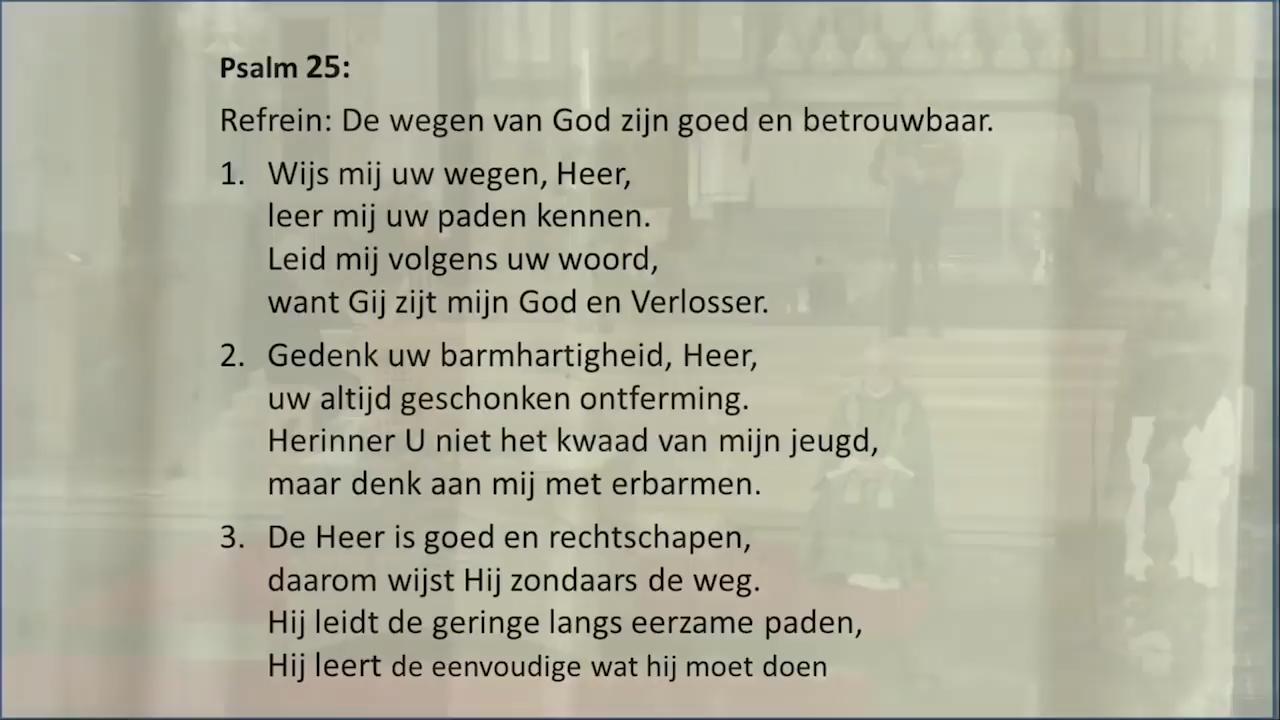 Psalm 25:
Refrein: De wegen van God zijn goed en betrouwbaar.
1. Wijs mij uw wegen, Heer,
leer mij uw paden kennen.
Leid mij volgens uw woord,
want Gij zijt mijn God en Verlosser.
2. Gedenk uw barmhartigheid, Heer,
uw altijd geschonken ontferming.
Herinner U niet het kwaad van mijn jeugd,
maar denk aan mij met erbarmen.
3. De Heer is goed en rechtschapen,
daarom wijst Hij zondaars de weg.
Hij leidt de geringe langs eerzame paden,
Hij leert de eenvoudige wat hij moet doen